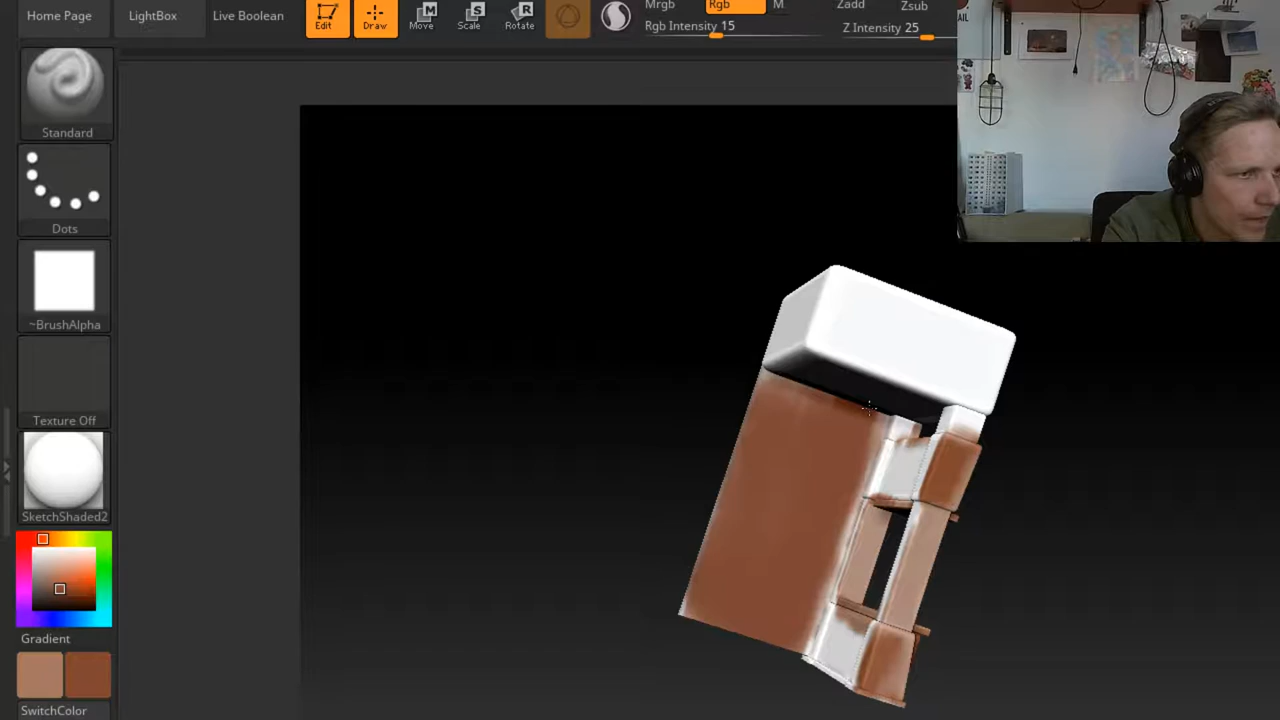 Home Page
LightBox
Live Boolean
Edit
Draw
Move
Scale
Rotate
Mrgb
Rgb
M
Zadd
Zsub
Rgb Intensity 15
Z Intensity 25
Standard
Dots
~BrushAlpha
Texture Off
SketchShaded2
Gradient
SwitchColor